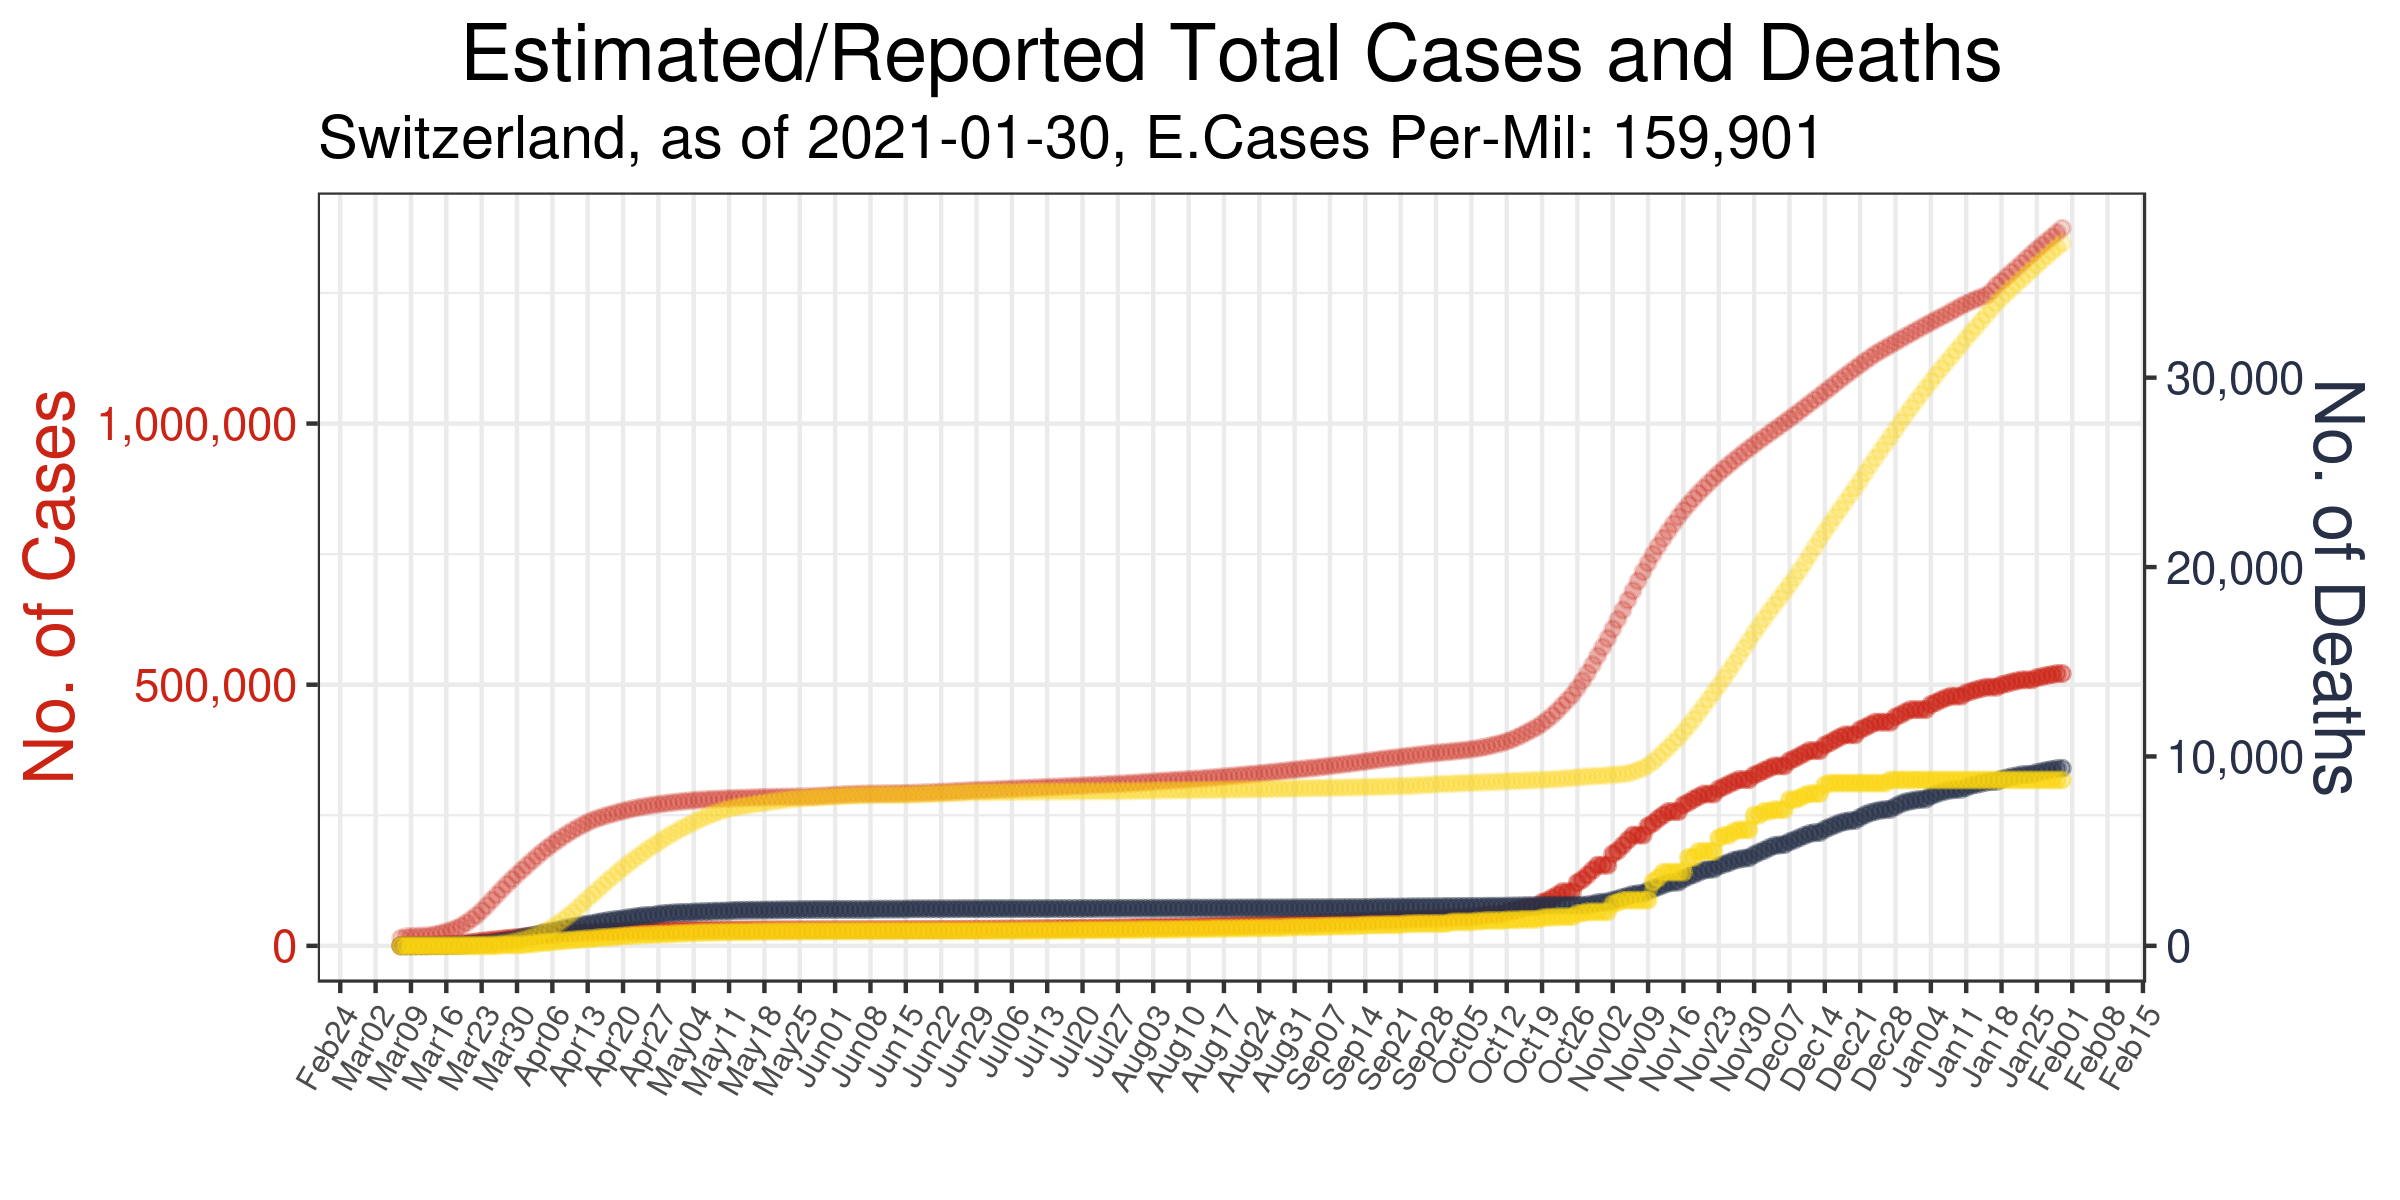 Estimated/Reported Total Cases and Deaths
Switzerland, as of 2021-01-30, E.Cases Per-Mil: 159,901
No. of Cases
1,000,000
500,000
0
30,000
20,000
10,000
0
No. of Deaths
Feb24
Mar02
Mar09
Mar16
Mar23
Mar30
Apr06
Apr13
Apr20
Apr27
May04
May11
May18
May25
Jun01
Jun08
Jun15
Jun22
Jun29
Jul06
Jul13
Jul20
Jul27
Aug03
Aug10
Aug17
Aug24
Aug31
Sep07
Sep14
Sep21
Sep28
Oct05
Oct12
Oct19
Oct26
Nov02
Nov09
Nov16
Nov23
Nov30
Dec07
Dec14
Dec21
Dec28
Jan04
Jan11
Jan18
Jan25
Feb01
Feb08
Feb15